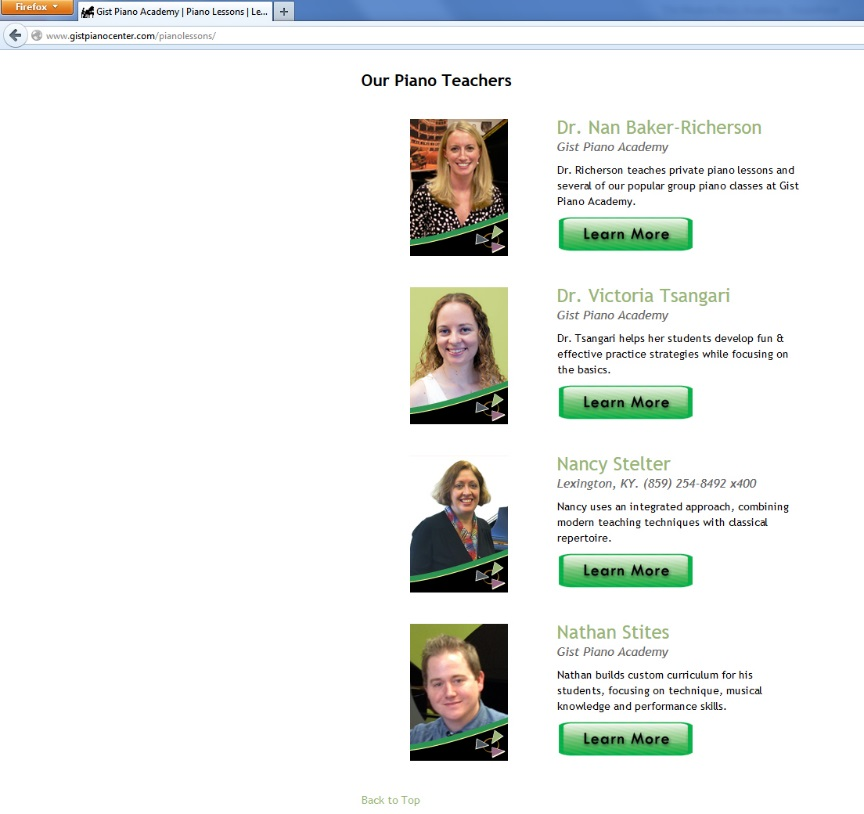 Firefox
Gist Piano Academy | Piano Lessons | Le...
www.gistpianocenter.com/pianolessons/
Our Piano Teachers
Dr. Nan Baker-Richerson
Gist Piano Academy
Dr. Richerson teaches private piano lessons and
several of our popular group piano classes at Gist
Piano Academy.
Learn More
Dr. Victoria Tsangari
Gist Piano Academy
Dr. Tsangari helps her students develop fun &
effective practice strategies while focusing on
the basics.
Learn More
Nancy Stelter
Lexington, KY. (859) 254-8492 x400
Nancy uses an integrated approach, combining
modern teaching techniques with classical
repertoire.
Learn More
Nathan Stites
Gist Piano Academy
Nathan builds custom curriculum for his
students, focusing on technique, musical
knowledge and performance skills.
Learn More
Back to Top